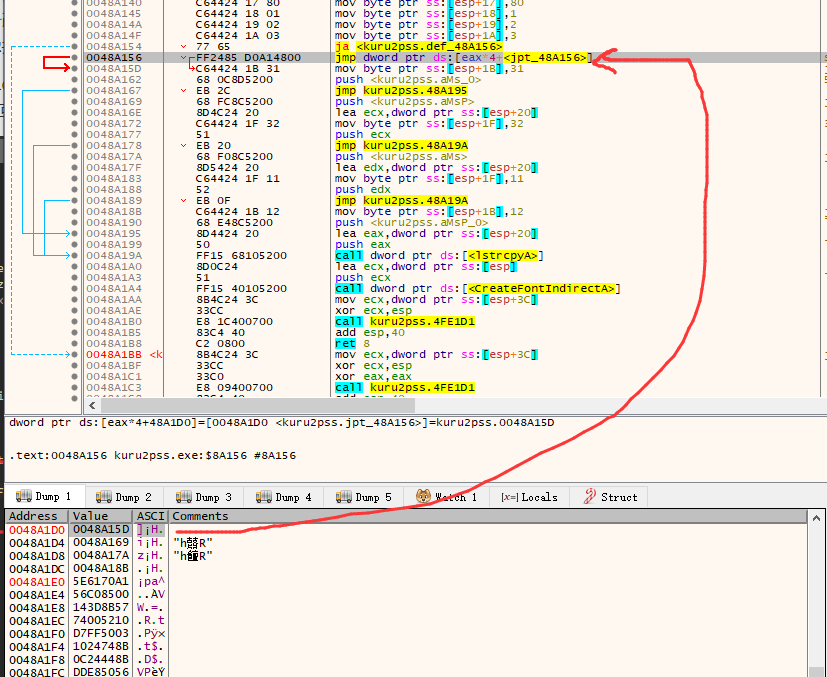 0048A140 C64424 17 80 mov byte ptr ss:[esp+17],80
0048A145 C64424 18 01 mov byte ptr ss:[esp+18],1
0048A14A C64424 19 02 mov byte ptr ss:[esp+19],2
0048A14F C64424 1A 03 mov byte ptr ss:[esp+1A],3
0048A154 77 65 ja <kuru2pss.def_48A156>
0048A156 FF2485 D0A14800 jmp dword ptr ds:[eax*4+<jpt_48A156>]
0048A15D C64424 1B 31 mov byte ptr ss:[esp+1B],31
0048A162 68 0C8D5200 push <kuru2pss.aMs_0>
0048A167 EB 2C jmp kuru2pss.48A195
0048A169 68 FC8C5200 push <kuru2pss.aMsP>
0048A16E 8D4C24 20 lea ecx,dword ptr ss:[esp+20]
0048A172 C64424 1F 32 mov byte ptr ss:[esp+1F],32
0048A177 51 push ecx
0048A178 EB 20 jmp kuru2pss.48A19A
0048A17A 68 F08C5200 push <kuru2pss.aMs>
0048A17F 8D5424 20 lea edx,dword ptr ss:[esp+20]
0048A183 C64424 1F 11 mov byte ptr ss:[esp+1F],11
0048A188 52 push edx
0048A189 EB 0F jmp kuru2pss.48A19A
0048A18B C64424 1B 12 mov byte ptr ss:[esp+1B],12
0048A190 68 E48C5200 push <kuru2pss.aMsP_0>
0048A195 8D4424 20 lea eax,dword ptr ss:[esp+20]
0048A199 50 push eax
0048A19A FF15 68105200 call dword ptr ds:[<lstrcpyA>]
0048A1A0 8D0C24 lea ecx,dword ptr ss:[esp]
0048A1A3 51 push ecx
0048A1A4 FF15 40105200 call dword ptr ds:[<CreateFontIndirectA>]
0048A1AA 8B4C24 3C mov ecx,dword ptr ss:[esp+3C]
0048A1AE 33CC xor ecx,esp
0048A1B0 E8 1C400700 call kuru2pss.4FE1D1
0048A1B5 83C4 40 add esp,40
0048A1B8 C2 0800 ret 8
0048A1BB <k 8B4C24 3C mov ecx,dword ptr ss:[esp+3C]
0048A1BF 33CC xor ecx,esp
0048A1C1 33C0 xor eax,eax
0048A1C3 E8 09400700 call kuru2pss.4FE1D1
dword ptr ds:[eax*4+48A1D0]=[0048A1D0 <kuru2pss.jpt_48A156>]=kuru2pss.0048A15D
.text:0048A156 kuru2pss.exe:$8A156 #8A156
Dump 1 Dump 2 Dump 3 Dump 4 Dump 5 Watch 1 [x=] Locals Struct
Address Value ASCI Comments
0048A1D0 0048A15D ]¡H.
0048A1D4 0048A169 i¡H.
0048A1D8 0048A17A z¡H.
0048A1DC 0048A18B .¡H.
0048A1E0 5E6170A1 ¡pa^
0048A1E4 56C08500 ..ÀV
0048A1E8 143D8B57 W.=.
0048A1EC 74005210 .R.t
0048A1F0 D7FF5003 .Pÿ×
0048A1F4 1024748B .t$.
0048A1F8 0C24448B .D$.
0048A1FC DDE85056 VPèÝ